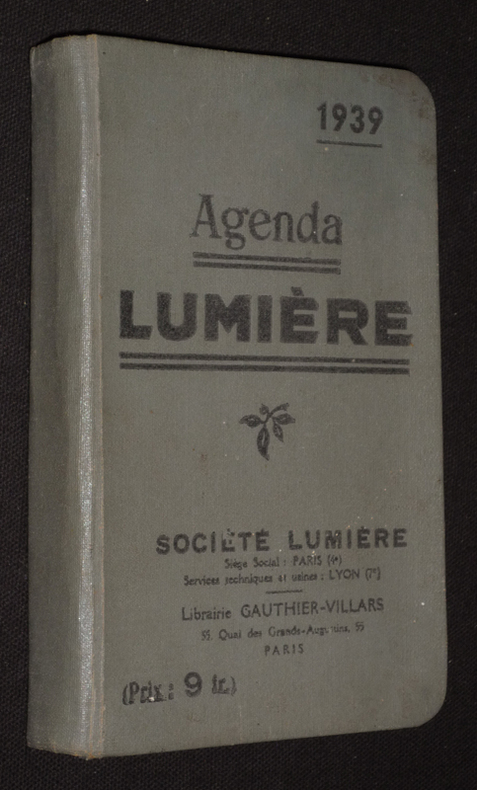 1939
Agenda
LUMIÈRE
SOCIÉTÉ LUMIÈRE
Siège Social : PARIS (4e)
Services techniques et usines : LYON (7e)
Librairie GAUTHIER-VILLARS
55, Quai des Grands-Augustins, 55
PARIS
(Prix : 9 fr.)